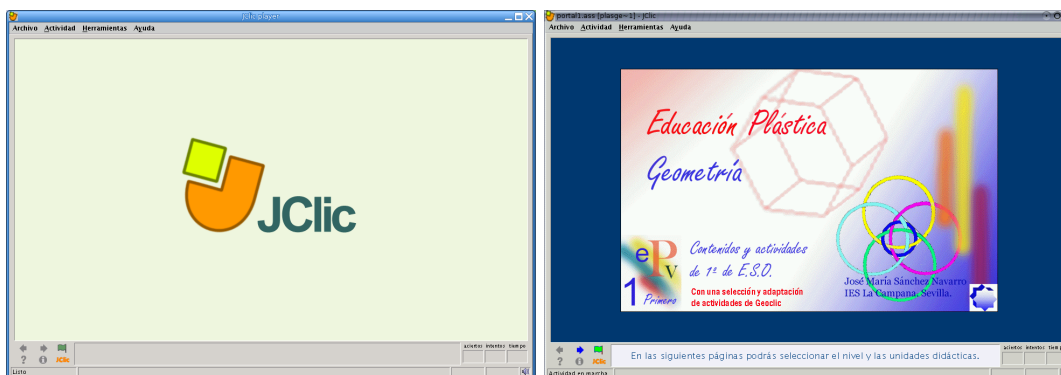 JClic player
Archivo Actividad Herramientas Ayuda
JClic
aciertos intentos tiempo
JClic
Listo
portal1.ass [plasge~1] - JClic
Archivo Actividad Herramientas Ayuda
Educación Plástica
Geometría
e P V
1 Primero
Contenidos y actividades
de 1º de E.S.O.
Con una selección y adaptación
de actividades de Geoclic
José María Sánchez Navarro
IES La Campana. Sevilla.
En las siguientes páginas podrás seleccionar el nivel y las unidades didácticas.
aciertos intentos
JClic
Actividad en marcha